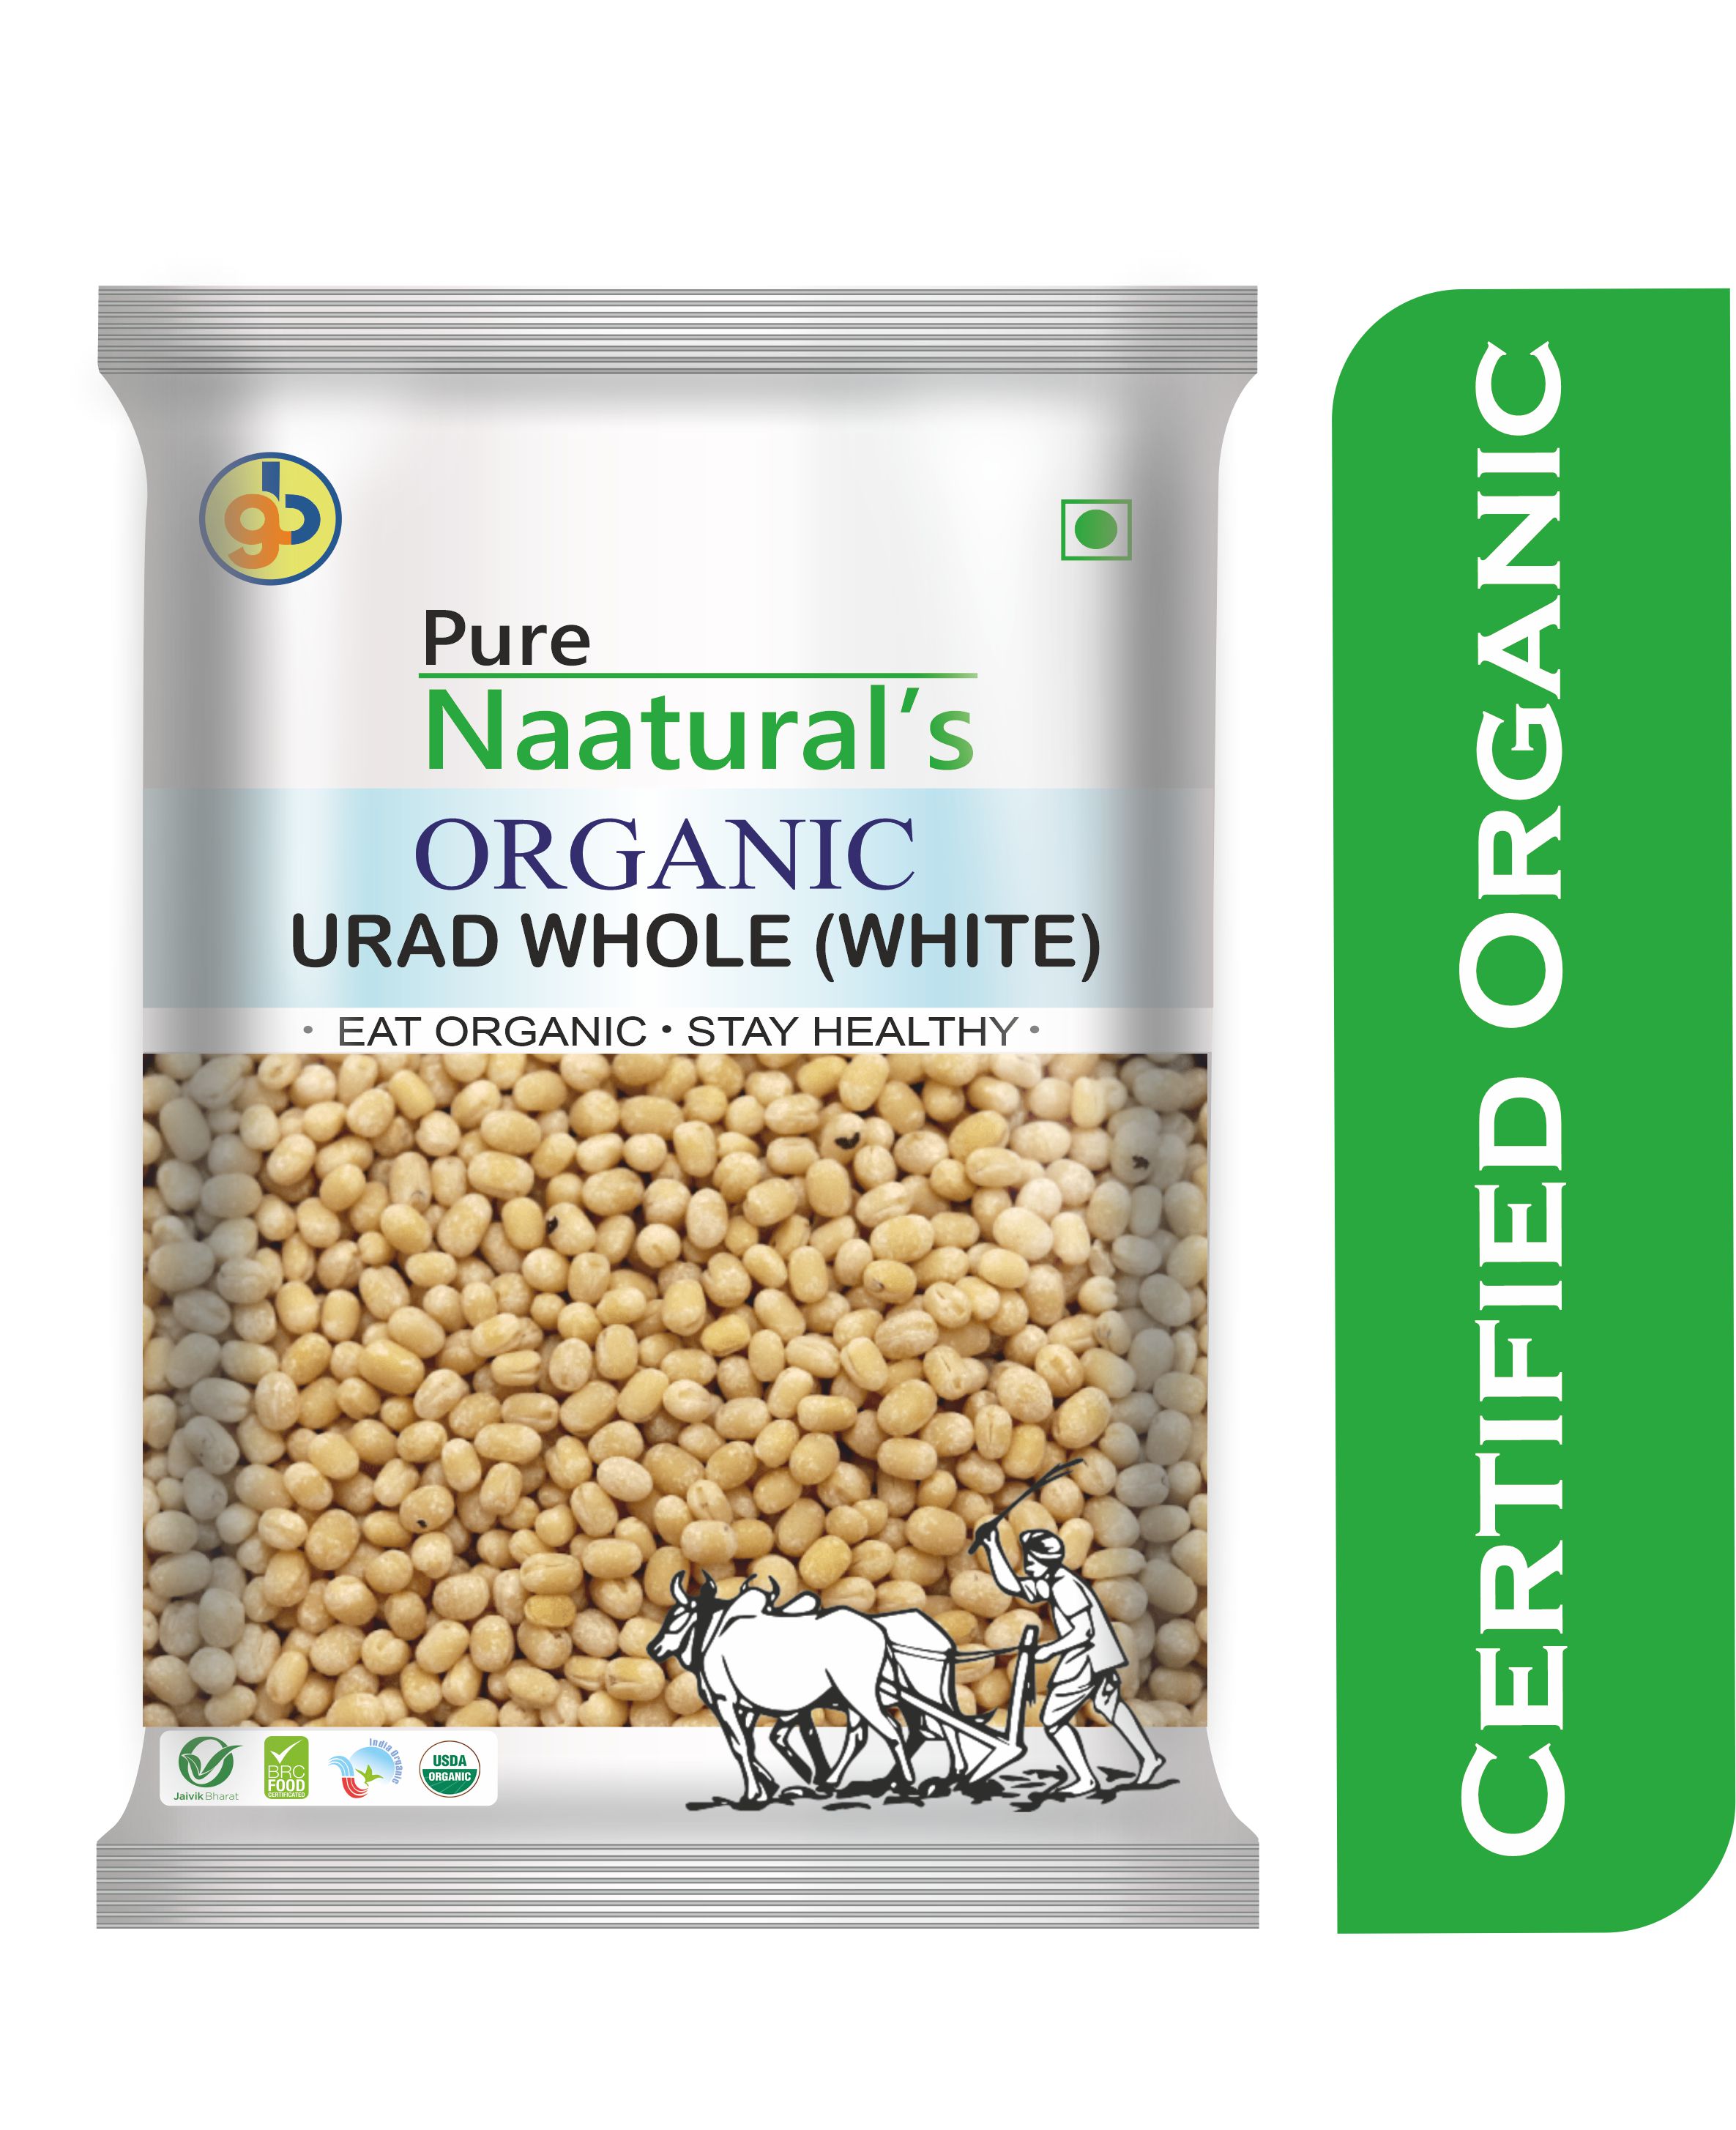 gb
Pure
Naatural's
ORGANIC
URAD WHOLE (WHITE)
• EAT ORGANIC • STAY HEALTHY •
Jaivik Bharat
BRC
FOOD
CERTIFICATED
India Organic
USDA
ORGANIC
CERTIFIED ORGANIC